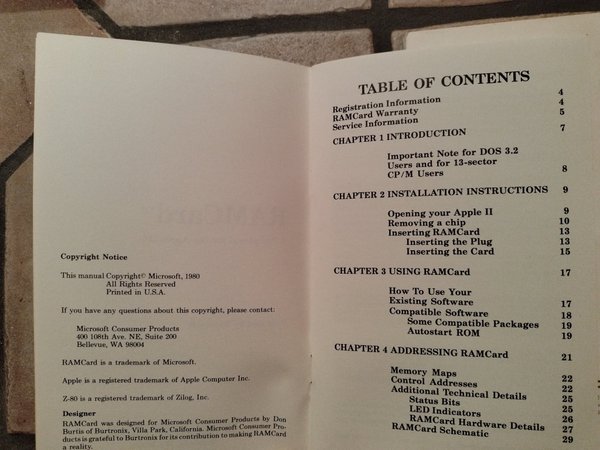 Copyright Notice
This manual Copyright© Microsoft, 1980
All Rights Reserved
Printed in U.S.A.
If you have any questions about this copyright, please contact:
Microsoft Consumer Products
400 108th Ave. NE, Suite 200
Bellevue, WA 98004
RAMCard is a trademark of Microsoft.
Apple is a registered trademark of Apple Computer Inc.
Z-80 is a registered trademark of Zilog, Inc.
Designer
RAMCard was designed for Microsoft Consumer Products by Don
Burtis of Burtronix, Villa Park, California. Microsoft Consumer Pro-
ducts is grateful to Burtronix for its contribution to making RAMCard
a reality.
TABLE OF CONTENTS
Registration Information 4
RAMCard Warranty 4
Service Information 5
CHAPTER 1 INTRODUCTION 7
Important Note for DOS 3.2
Users and for 13-sector
CP/M Users 8
CHAPTER 2 INSTALLATION INSTRUCTIONS 9
Opening your Apple II 9
Removing a chip 10
Inserting RAMCard 13
Inserting the Plug 13
Inserting the Card 15
CHAPTER 3 USING RAMCard 17
How To Use Your
Existing Software 17
Compatible Software 18
Some Compatible Packages 19
Autostart ROM 19
CHAPTER 4 ADDRESSING RAMCard 21
Memory Maps 22
Control Addresses 22
Additional Technical Details 25
Status Bits 25
LED Indicators 26
RAMCard Hardware Details 27
RAMCard Schematic 29